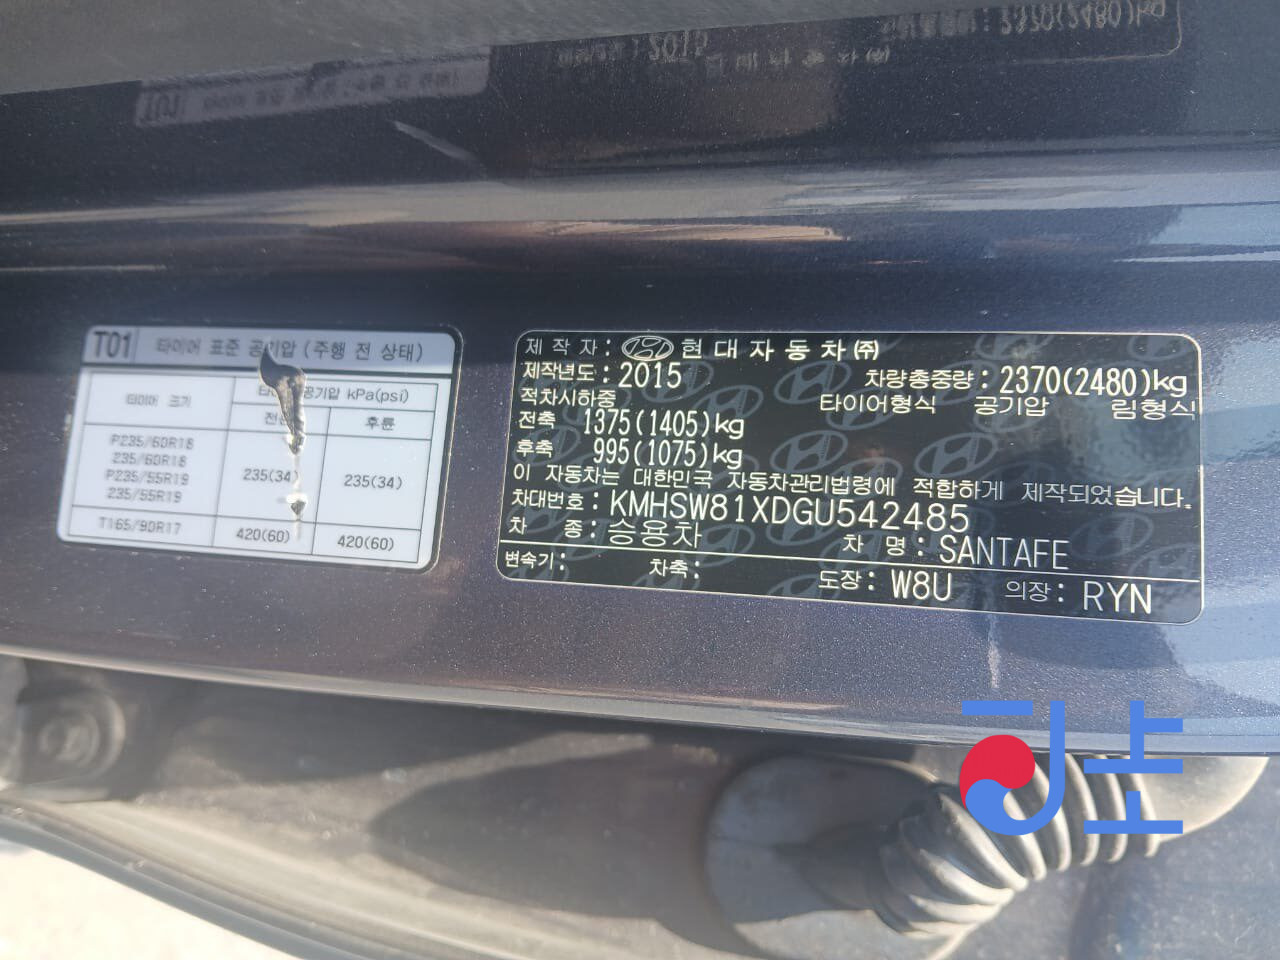 T01 타이어 표준 공기압 (주행 전 상태)
타이어 크기
공기압 kPa(psi)
후륜
P235/60R18
235/60R18
P235/55R19
235/55R19
235(34)
235(34)
T165/90R17
420(60)
420(60)
제작자: 현대자동차(주)
제작년도: 2015 차량총중량: 2370(2480)kg
적차시하중 타이어형식 공기압 림형식
전축 1375(1405)kg
후축 995(1075)kg
이 자동차는 대한민국 자동차관리법령에 적합하게 제작되었습니다.
차대번호: KMHSW81XDGU542485
차 종: 승용차 차 명: SANTAFE
변속기: 차축: 도장: W8U 의장: RYN